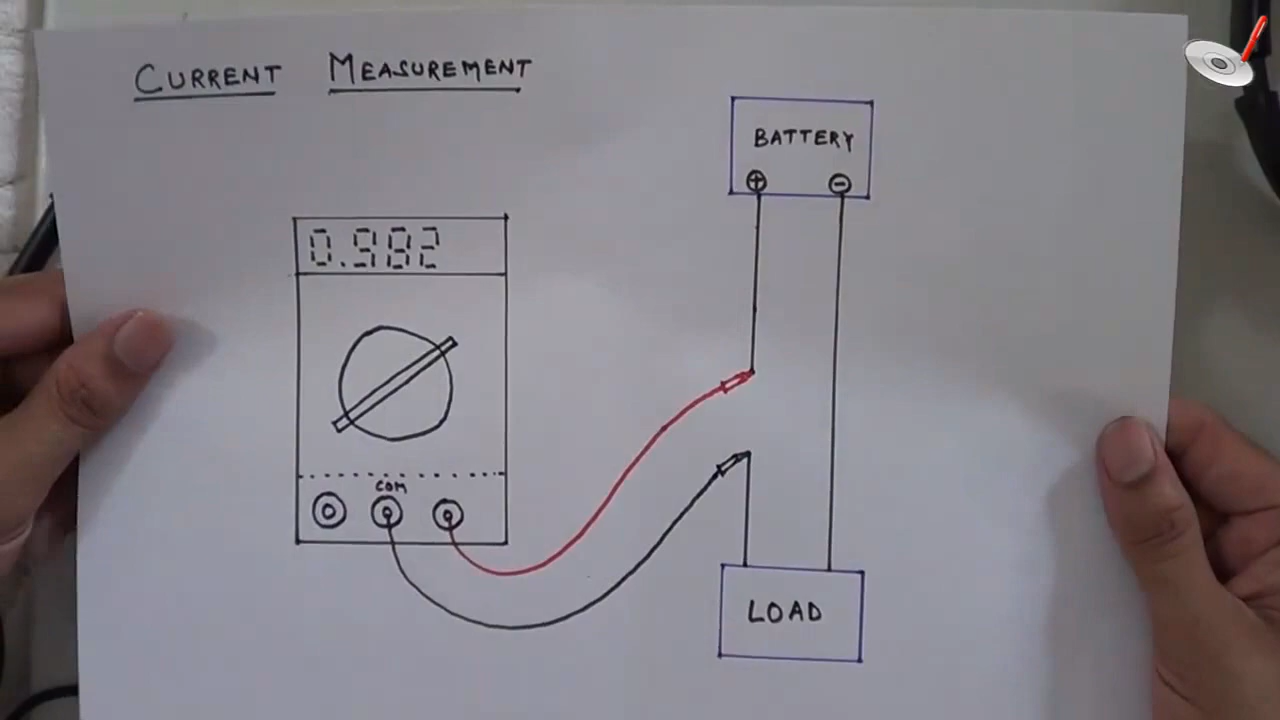 CURRENT MEASUREMENT
BATTERY
+ -
0.982
COM
LOAD